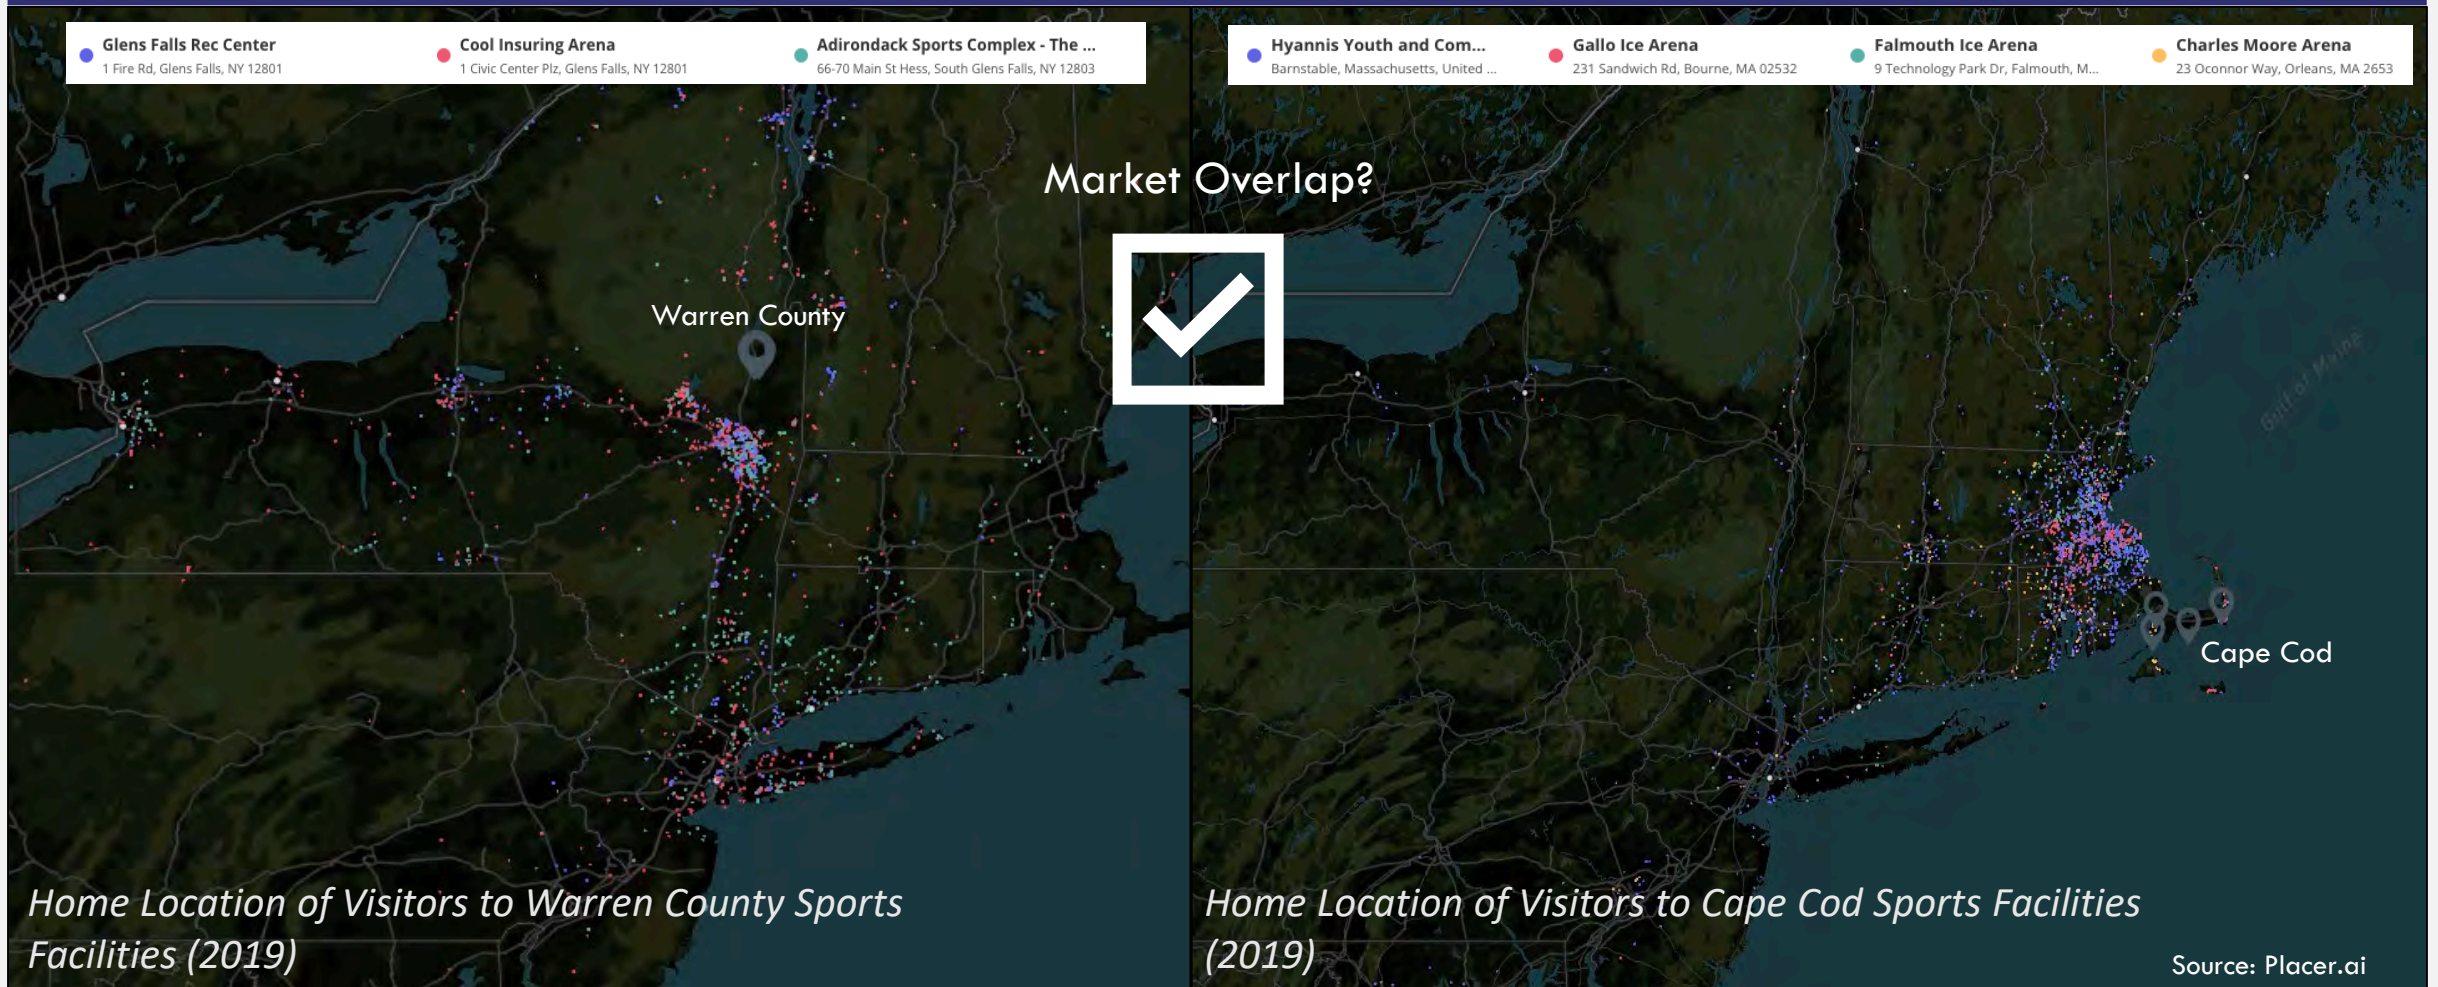 Glens Falls Rec Center
1 Fire Rd, Glens Falls, NY 12801
Cool Insuring Arena
1 Civic Center Plz, Glens Falls, NY 12801
Adirondack Sports Complex - The ...
66-70 Main St Hess, South Glens Falls, NY 12803
Hyannis Youth and Com...
Barnstable, Massachusetts, United ...
Gallo Ice Arena
231 Sandwich Rd, Bourne, MA 02532
Falmouth Ice Arena
9 Technology Park Dr, Falmouth, M...
Charles Moore Arena
23 Oconnor Way, Orleans, MA 2653
Market Overlap?
Warren County
Gulf of Maine
Cape Cod
Home Location of Visitors to Warren County Sports
Facilities (2019)
Home Location of Visitors to Cape Cod Sports Facilities
(2019)
Source: Placer.ai